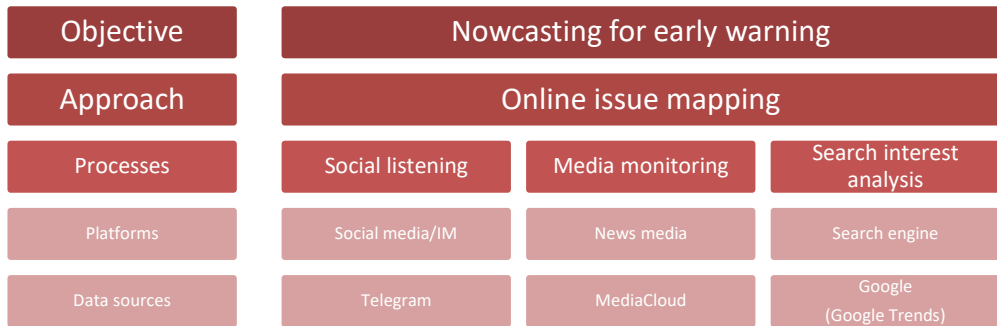 Objective
Nowcasting for early warning
Approach
Online issue mapping
Processes
Social listening
Media monitoring
Search interest
analysis
Platforms
Social media/IM
News media
Search engine
Data sources
Telegram
MediaCloud
Google
(Google Trends)